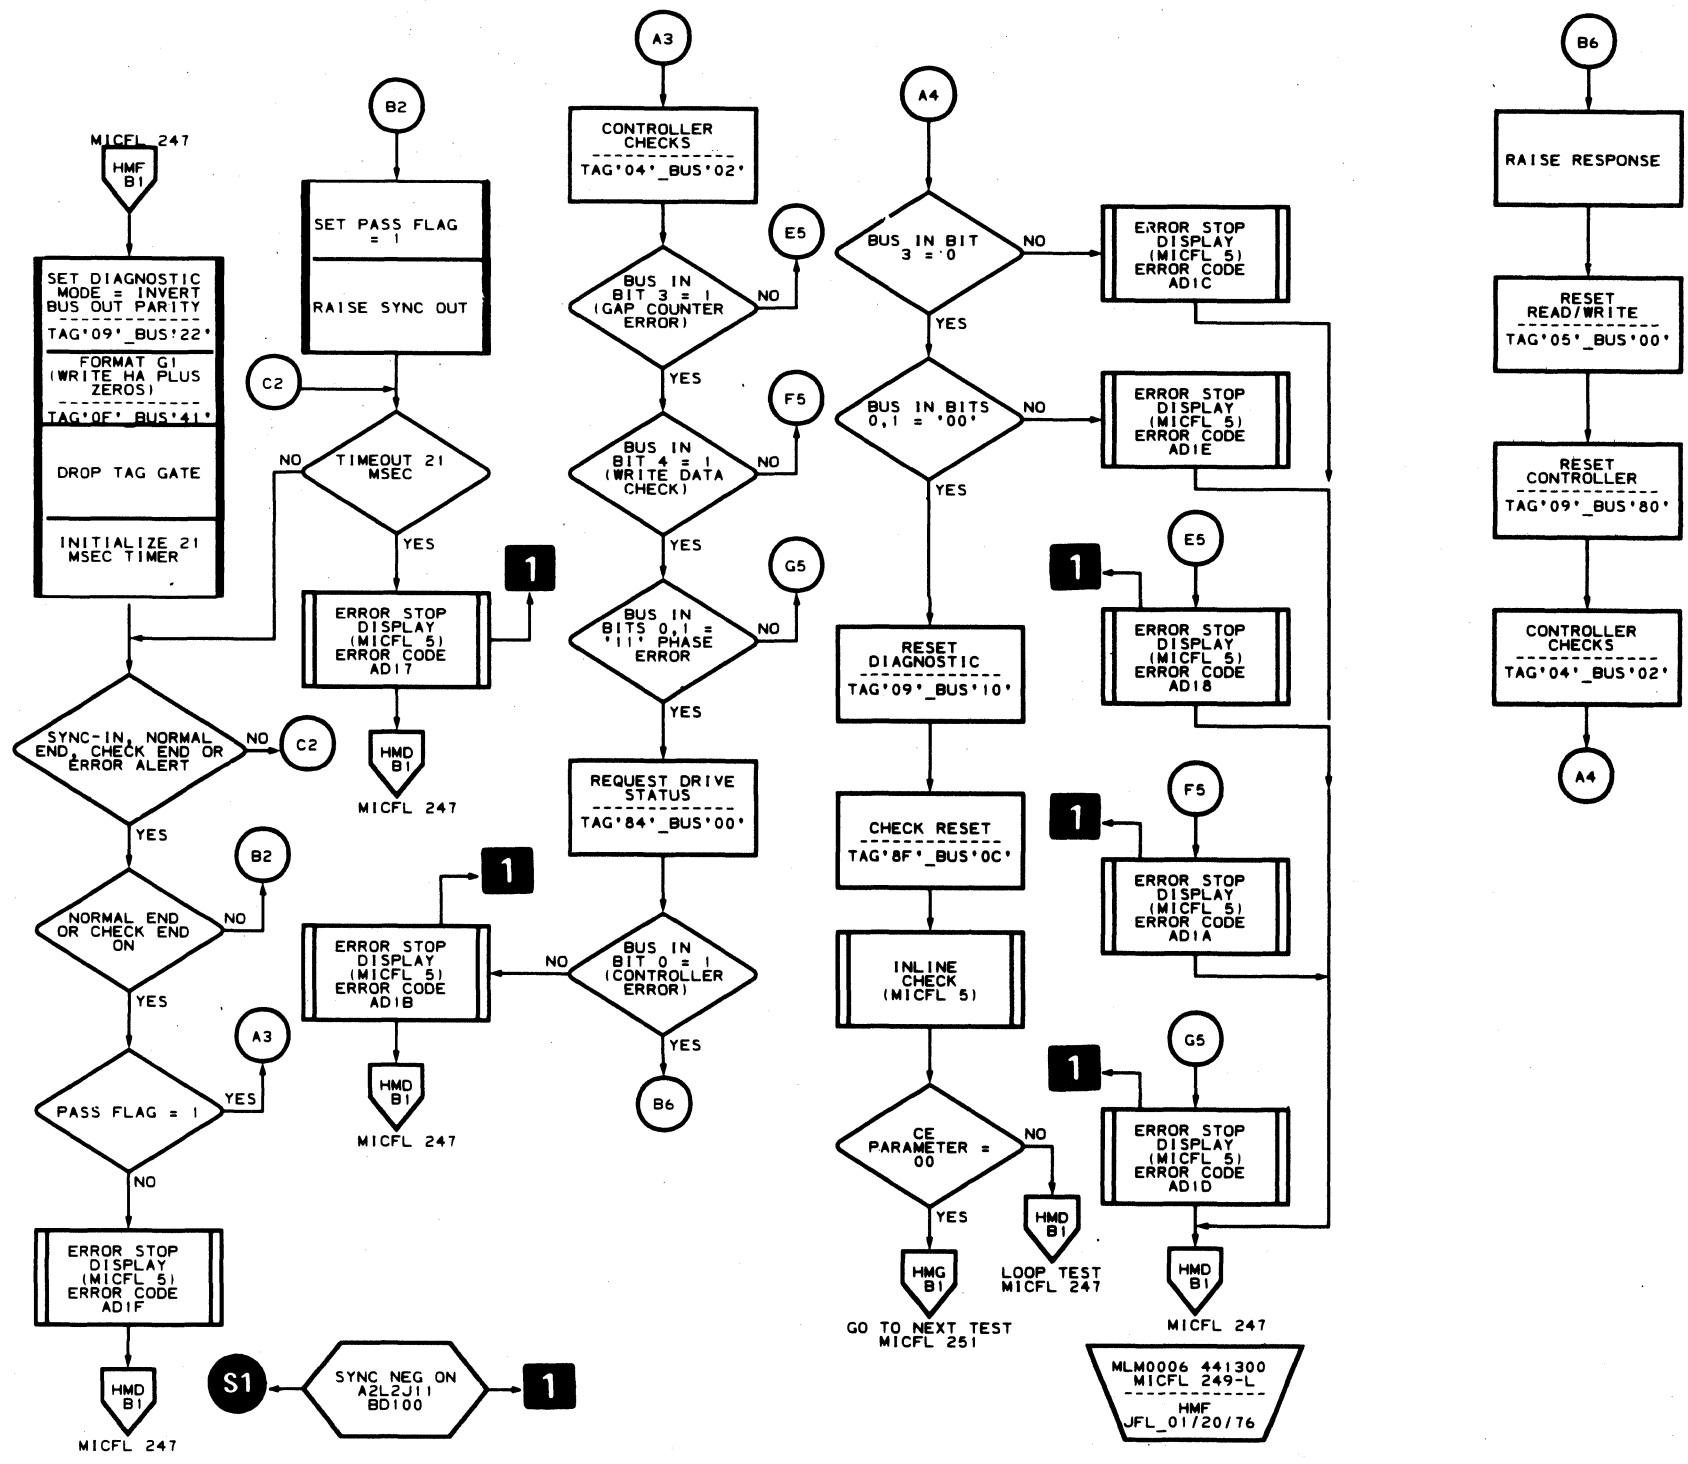 MICFL 247
HMF
B1
SET DIAGNOSTIC
MODE = INVERT
BUS OUT PARITY
TAG'09'_BUS'22'
FORMAT G1
(WRITE HA PLUS
ZEROS)
TAG'0F'_BUS'41'
DROP TAG GATE
INITIALIZE 21
MSEC TIMER
SYNC-IN, NORMAL
END, CHECK END OR
ERROR ALERT
NO
C2
YES
NORMAL END
OR CHECK END
ON
NO
B2
YES
PASS FLAG = 1
YES
A3
NO
ERROR STOP
DISPLAY
(MICFL 5)
ERROR CODE
AD1F
HMD
B1
MICFL 247
B2
SET PASS FLAG
= 1
RAISE SYNC OUT
C2
TIMEOUT 21
MSEC
NO
YES
1
ERROR STOP
DISPLAY
(MICFL 5)
ERROR CODE
AD17
HMD
B1
MICFL 247
1
ERROR STOP
DISPLAY
(MICFL 5)
ERROR CODE
AD1B
HMD
B1
MICFL 247
S1
SYNC NEG ON
A2L2J11
BD100
1
A3
CONTROLLER
CHECKS
TAG'04'_BUS'02'
BUS IN
BIT 3 = 1
(GAP COUNTER
ERROR)
NO
E5
YES
BUS IN
BIT 4 = 1
(WRITE DATA
CHECK)
NO
F5
YES
BUS IN
BITS 0,1 =
'11' PHASE
ERROR
NO
G5
YES
REQUEST DRIVE
STATUS
TAG'84'_BUS'00'
BUS IN
BIT 0 = 1
(CONTROLLER
ERROR)
NO
YES
B6
A4
BUS IN BIT
3 = 0
NO
YES
BUS IN BITS
0,1 = '00'
NO
YES
RESET
DIAGNOSTIC
TAG'09'_BUS'10'
CHECK RESET
TAG'8F'_BUS'0C'
INLINE
CHECK
(MICFL 5)
CE
PARAMETER =
00
NO
YES
HMD
B1
LOOP TEST
MICFL 247
HMG
B1
GO TO NEXT TEST
MICFL 251
ERROR STOP
DISPLAY
(MICFL 5)
ERROR CODE
AD1C
ERROR STOP
DISPLAY
(MICFL 5)
ERROR CODE
AD1E
E5
1
ERROR STOP
DISPLAY
(MICFL 5)
ERROR CODE
AD18
F5
1
ERROR STOP
DISPLAY
(MICFL 5)
ERROR CODE
AD1A
G5
1
ERROR STOP
DISPLAY
(MICFL 5)
ERROR CODE
AD1D
HMD
B1
MICFL 247
MLM0006 441300
MICFL 249-L
HMF
JFL_01/20/76
B6
RAISE RESPONSE
RESET
READ/WRITE
TAG'05'_BUS'00'
RESET
CONTROLLER
TAG'09'_BUS'80'
CONTROLLER
CHECKS
TAG'04'_BUS'02'
A4